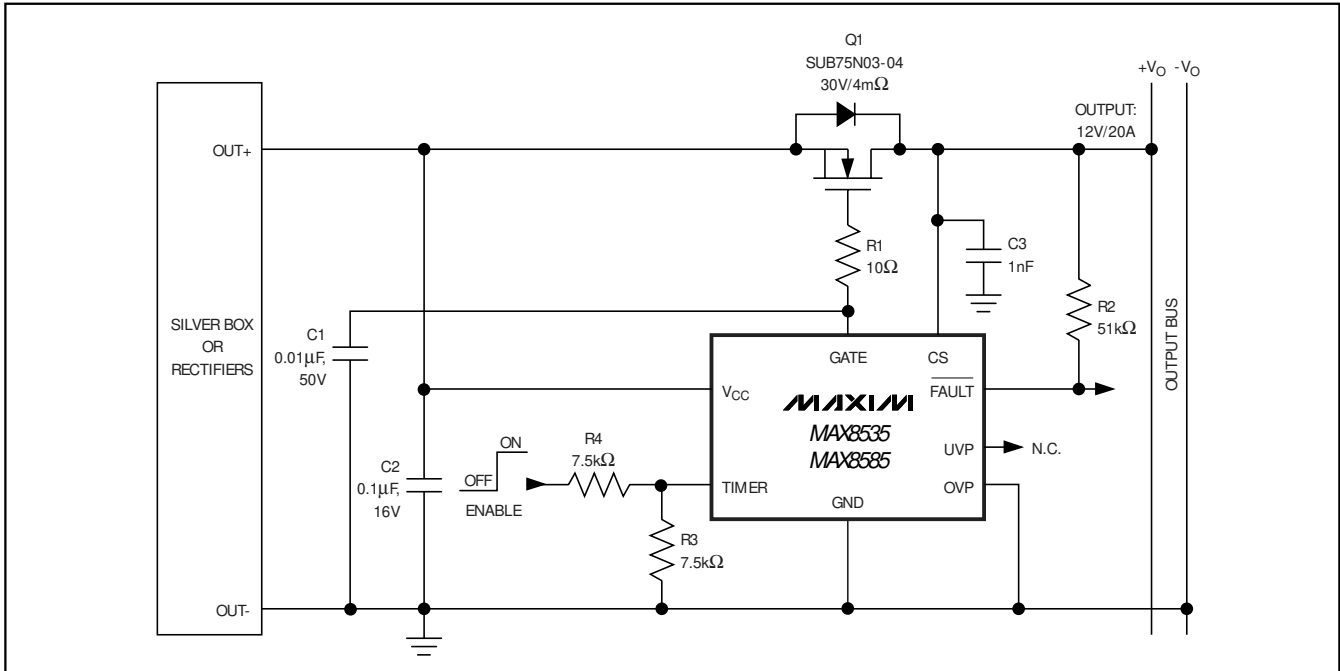 Q1
SUB75N03-04
30V/4mΩ
+VO -VO
OUTPUT:
12V/20A
OUT+
R1
10Ω
C3
1nF
R2
51kΩ
OUTPUT BUS
SILVER BOX
OR
RECTIFIERS
C1
0.01μF,
50V
GATE
CS
VCC
MAXIM
FAULT
MAX8535
MAX8585
UVP
N.C.
OVP
TIMER
GND
C2
0.1μF,
16V
ON
OFF
ENABLE
R4
7.5kΩ
R3
7.5kΩ
OUT-